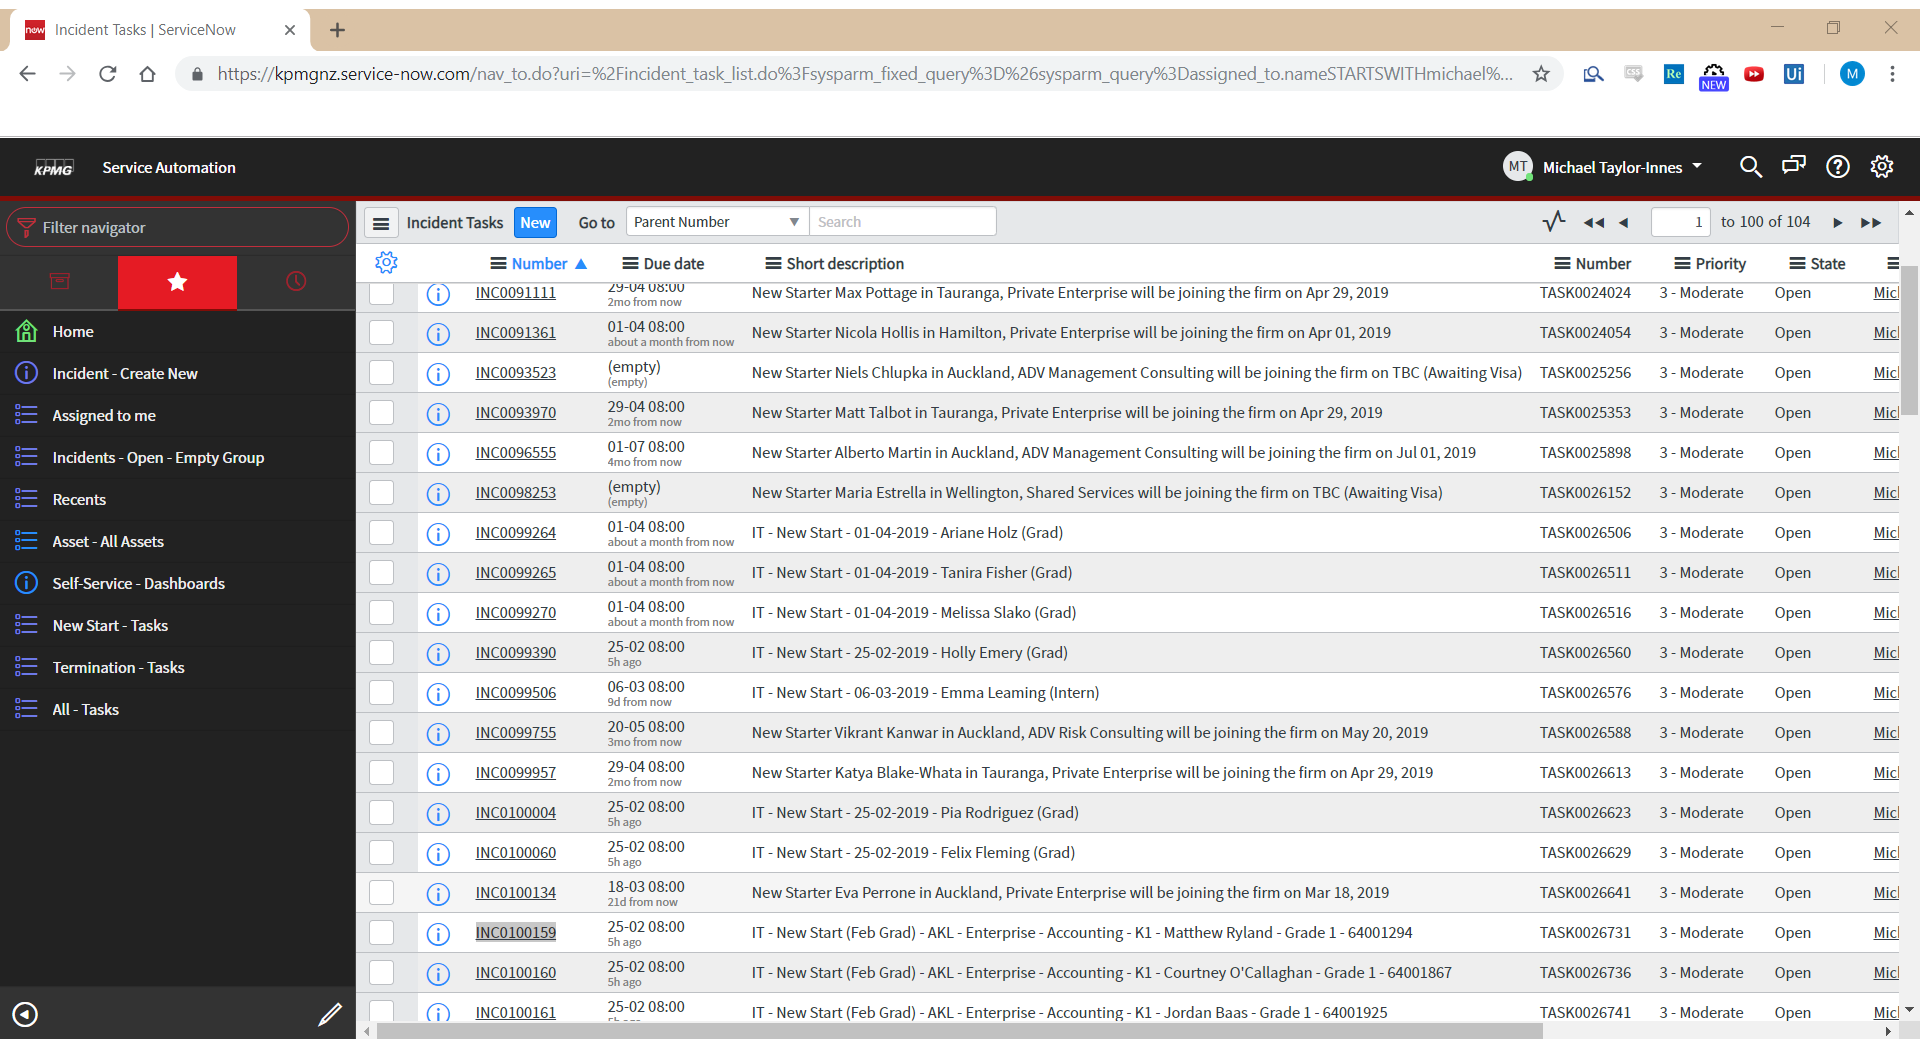 now Incident Tasks | ServiceNow
https://kpmgnz.service-now.com/nav_to.do?uri=%2Fincident_task_list.do%3Fsysparm_fixed_query%3D%26sysparm_query%3Dassigned_to.nameSTARTSWITHmichael%...
CSS Re NEW Ui M
KPMG Service Automation MT Michael Taylor-Innes
Filter navigator
Home
Incident - Create New
Assigned to me
Incidents - Open - Empty Group
Recents
Asset - All Assets
Self-Service - Dashboards
New Start - Tasks
Termination - Tasks
All - Tasks
Incident Tasks New Go to Parent Number Search 1 to 100 of 104
Number Due date Short description Number Priority State
INC0091111 29-04 08:00 New Starter Max Pottage in Tauranga, Private Enterprise will be joining the firm on Apr 29, 2019 TASK0024024 3 - Moderate Open Mic
2mo from now
INC0091361 01-04 08:00 New Starter Nicola Hollis in Hamilton, Private Enterprise will be joining the firm on Apr 01, 2019 TASK0024054 3 - Moderate Open Mic
about a month from now
INC0093523 (empty) New Starter Niels Chlupka in Auckland, ADV Management Consulting will be joining the firm on TBC (Awaiting Visa) TASK0025256 3 - Moderate Open Mic
(empty)
INC0093970 29-04 08:00 New Starter Matt Talbot in Tauranga, Private Enterprise will be joining the firm on Apr 29, 2019 TASK0025353 3 - Moderate Open Mic
2mo from now
INC0096555 01-07 08:00 New Starter Alberto Martin in Auckland, ADV Management Consulting will be joining the firm on Jul 01, 2019 TASK0025898 3 - Moderate Open Mic
4mo from now
INC0098253 (empty) New Starter Maria Estrella in Wellington, Shared Services will be joining the firm on TBC (Awaiting Visa) TASK0026152 3 - Moderate Open Mic
(empty)
INC0099264 01-04 08:00 IT - New Start - 01-04-2019 - Ariane Holz (Grad) TASK0026506 3 - Moderate Open Mic
about a month from now
INC0099265 01-04 08:00 IT - New Start - 01-04-2019 - Tanira Fisher (Grad) TASK0026511 3 - Moderate Open Mic
about a month from now
INC0099270 01-04 08:00 IT - New Start - 01-04-2019 - Melissa Slako (Grad) TASK0026516 3 - Moderate Open Mic
about a month from now
INC0099390 25-02 08:00 IT - New Start - 25-02-2019 - Holly Emery (Grad) TASK0026560 3 - Moderate Open Mic
5h ago
INC0099506 06-03 08:00 IT - New Start - 06-03-2019 - Emma Leaming (Intern) TASK0026576 3 - Moderate Open Mic
9d from now
INC0099755 20-05 08:00 New Starter Vikrant Kanwar in Auckland, ADV Risk Consulting will be joining the firm on May 20, 2019 TASK0026588 3 - Moderate Open Mic
3mo from now
INC0099957 29-04 08:00 New Starter Katya Blake-Whata in Tauranga, Private Enterprise will be joining the firm on Apr 29, 2019 TASK0026613 3 - Moderate Open Mic
2mo from now
INC0100004 25-02 08:00 IT - New Start - 25-02-2019 - Pia Rodriguez (Grad) TASK0026623 3 - Moderate Open Mic
5h ago
INC0100060 25-02 08:00 IT - New Start - 25-02-2019 - Felix Fleming (Grad) TASK0026629 3 - Moderate Open Mic
5h ago
INC0100134 18-03 08:00 New Starter Eva Perrone in Auckland, Private Enterprise will be joining the firm on Mar 18, 2019 TASK0026641 3 - Moderate Open Mic
21d from now
INC0100159 25-02 08:00 IT - New Start (Feb Grad) - AKL - Enterprise - Accounting - K1 - Matthew Ryland - Grade 1 - 64001294 TASK0026731 3 - Moderate Open Mic
5h ago
INC0100160 25-02 08:00 IT - New Start (Feb Grad) - AKL - Enterprise - Accounting - K1 - Courtney O'Callaghan - Grade 1 - 64001867 TASK0026736 3 - Moderate Open Mic
5h ago
INC0100161 25-02 08:00 IT - New Start (Feb Grad) - AKL - Enterprise - Accounting - K1 - Jordan Baas - Grade 1 - 64001925 TASK0026741 3 - Moderate Open Mic